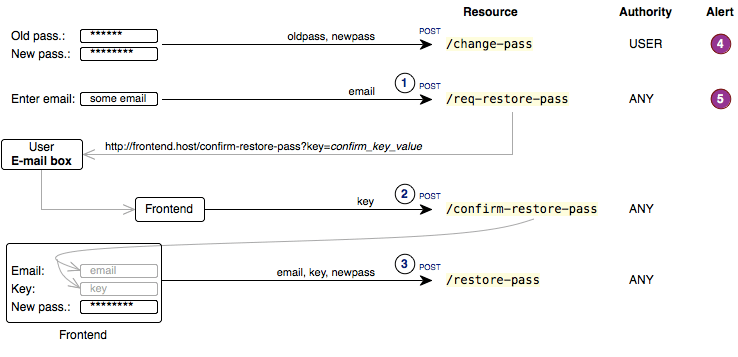 Resource Authority Alert
Old pass.: ****** oldpass, newpass POST /change-pass USER 4
New pass.: ********
Enter email: some email email 1 POST /req-restore-pass ANY 5
User
E-mail box
http://frontend.host/confirm-restore-pass?key=confirm_key_value
Frontend key 2 POST /confirm-restore-pass ANY
Email: email email, key, newpass 3 POST /restore-pass ANY
Key: key
New pass.: ********
Frontend